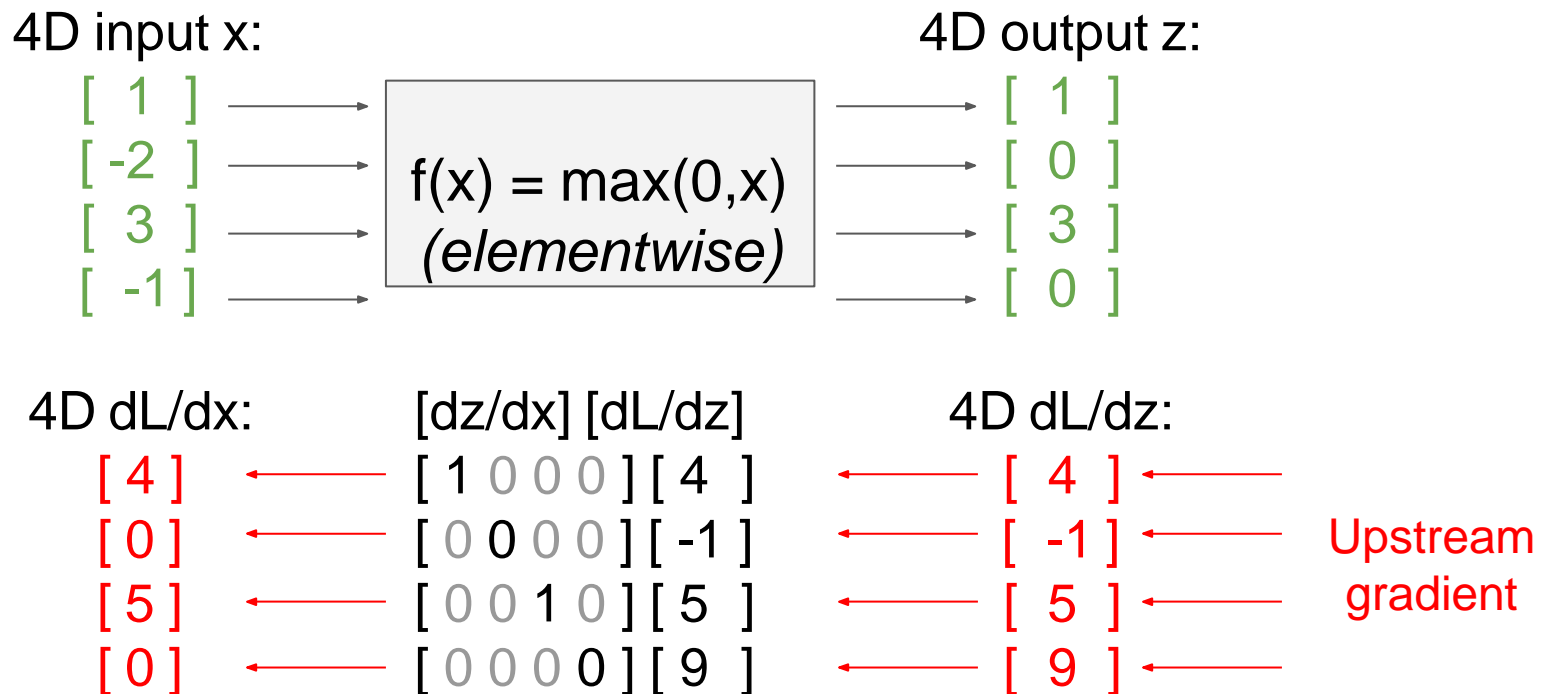 4D input x: 4D output z:
[ 1 ] [ 1 ]
[ -2 ] [ 0 ]
f(x) = max(0,x)
[ 3 ] [ 3 ]
(elementwise)
[ -1 ] [ 0 ]
4D dL/dx: [dz/dx] [dL/dz] 4D dL/dz:
[ 4 ] [ 1 0 0 0 ] [ 4 ] [ 4 ]
[ 0 ] [ 0 0 0 0 ] [ -1 ] [ -1 ] Upstream
[ 5 ] [ 0 0 1 0 ] [ 5 ] [ 5 ] gradient
[ 0 ] [ 0 0 0 0 ] [ 9 ] [ 9 ]